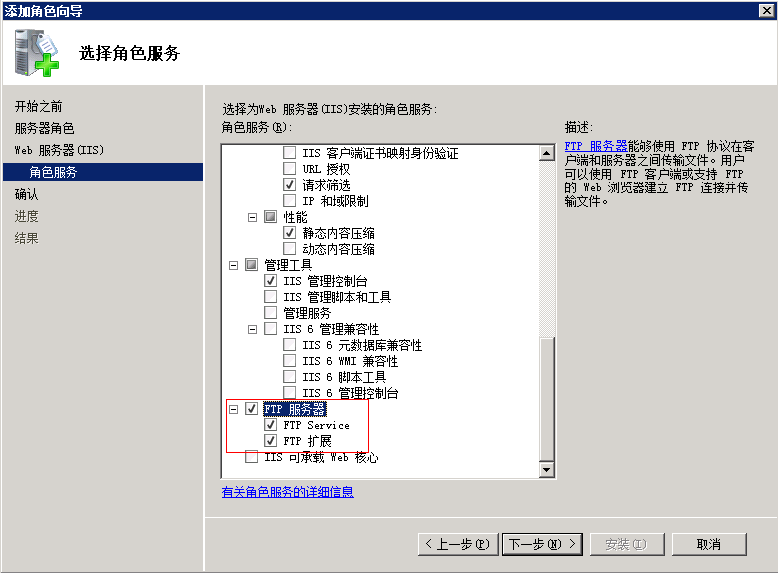 添加角色向导
选择角色服务
开始之前
服务器角色
Web 服务器(IIS)
角色服务
确认
进度
结果
选择为Web 服务器(IIS)安装的角色服务:
角色服务(R):
IIS 客户端证书映射身份验证
URL 授权
请求筛选
IP 和域限制
性能
静态内容压缩
动态内容压缩
管理工具
IIS 管理控制台
IIS 管理脚本和工具
管理服务
IIS 6 管理兼容性
IIS 6 元数据库兼容性
IIS 6 WMI 兼容性
IIS 6 脚本工具
IIS 6 管理控制台
FTP 服务器
FTP Service
FTP 扩展
IIS 可承载 Web 核心
有关角色服务的详细信息
描述:
FTP 服务器能够使用 FTP 协议在客
户端和服务器之间传输文件。用户
可以使用 FTP 客户端或支持 FTP
的 Web 浏览器建立 FTP 连接并传
输文件。
< 上一步(P)
下一步(N) >
安装(I)
取消